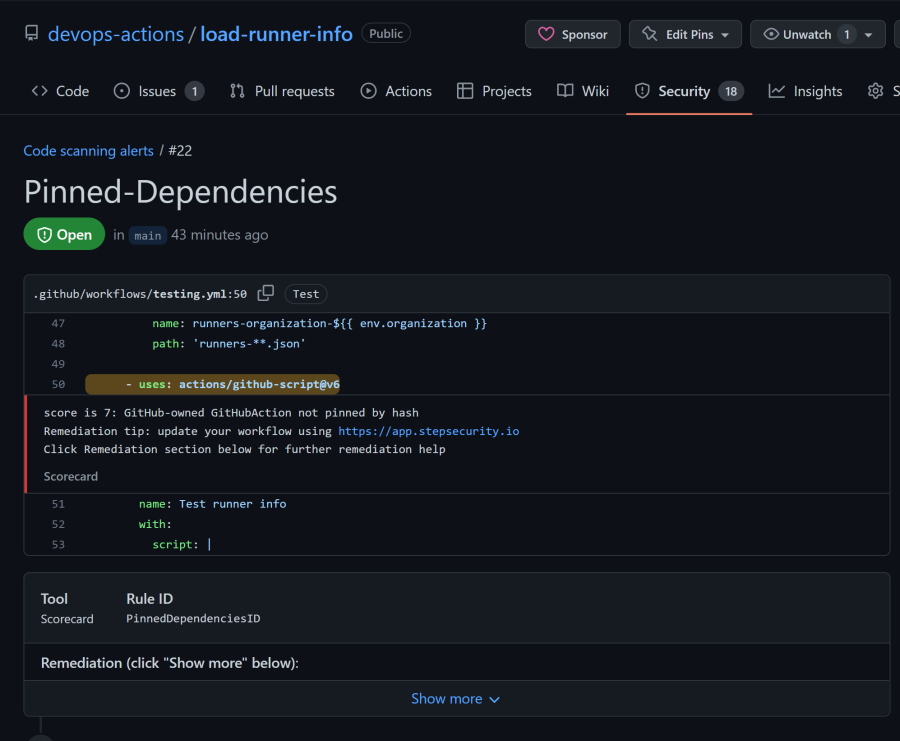 devops-actions / load-runner-info Public Sponsor Edit Pins Unwatch 1
Code Issues 1 Pull requests Actions Projects Wiki Security 18 Insights S
Code scanning alerts / #22
Pinned-Dependencies
Open in main 43 minutes ago
.github/workflows/testing.yml:50 Test
47 name: runners-organization-${{ env.organization }}
48 path: 'runners-**.json'
49
50 - uses: actions/github-script@v6
score is 7: GitHub-owned GitHubAction not pinned by hash
Remediation tip: update your workflow using https://app.stepsecurity.io
Click Remediation section below for further remediation help
Scorecard
51 name: Test runner info
52 with:
53 script: |
Tool Rule ID
Scorecard PinnedDependenciesID
Remediation (click "Show more" below):
Show more